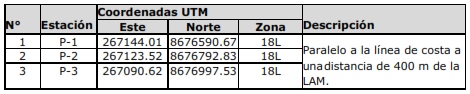 Coordenadas UTM
N° Estación Este Norte Zona Descripción
1 P-1 267144.01 8676590.67 18L
2 P-2 267123.52 8676792.83 18L
3 P-3 267090.62 8676997.53 18L
Paralelo a la línea de costa a
unadistancia de 400 m de la
LAM.